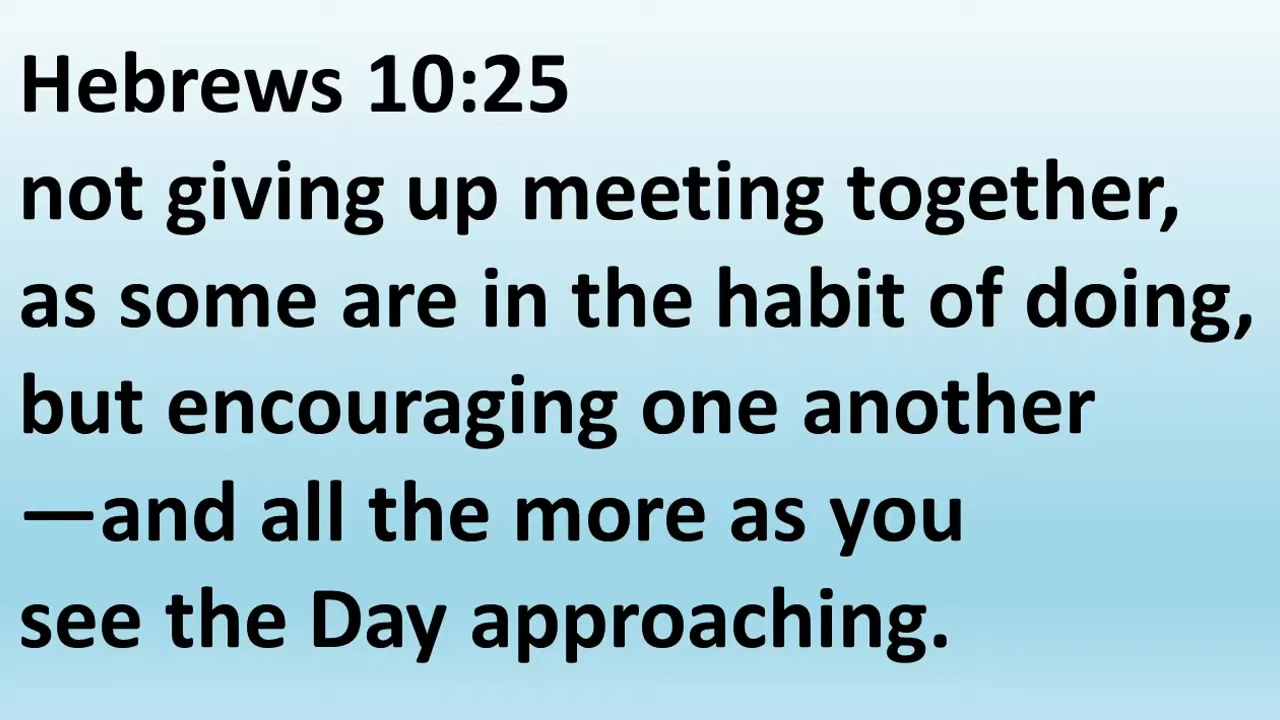 Hebrews 10:25
not giving up meeting together,
as some are in the habit of doing,
but encouraging one another
—and all the more as you
see the Day approaching.